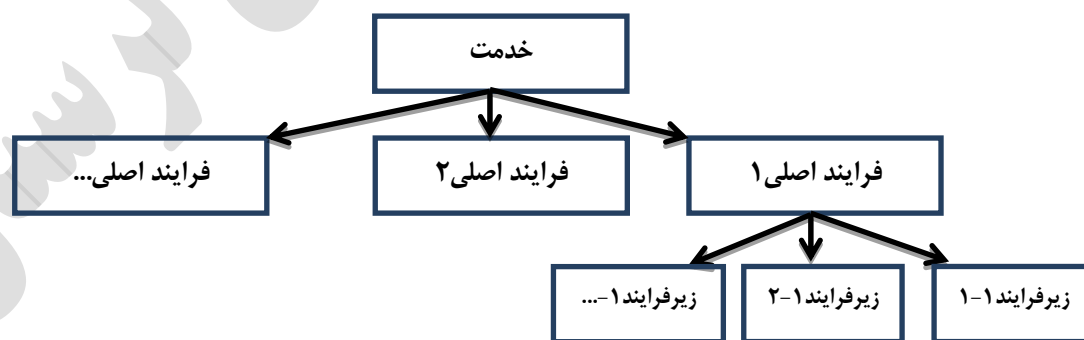 خدمت
فرایند اصلی۱
فرایند اصلی۲
فرایند اصلی...
زیرفرایند۱-۱
زیرفرایند۱-۲
زیرفرایند۱-...